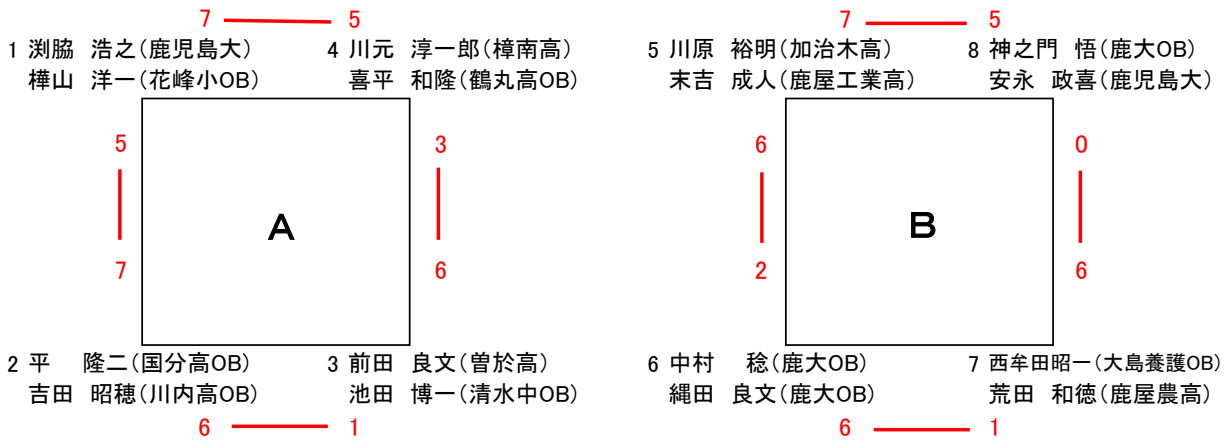 7 5
1 渕脇 浩之(鹿児島大) 4 川元 淳一郎(樟南高)
樺山 洋一(花峰小OB) 喜平 和隆(鶴丸高OB)
5 3
A
7 6
2 平 隆二(国分高OB) 3 前田 良文(曽於高)
吉田 昭穂(川内高OB) 池田 博一(清水中OB)
6 1
7 5
5 川原 裕明(加治木高) 8 神之門 悟(鹿大OB)
末吉 成人(鹿屋工業高) 安永 政喜(鹿児島大)
6 0
B
2 6
6 中村 稔(鹿大OB) 7 西牟田昭一(大島養護OB)
縄田 良文(鹿大OB) 荒田 和徳(鹿屋農高)
6 1